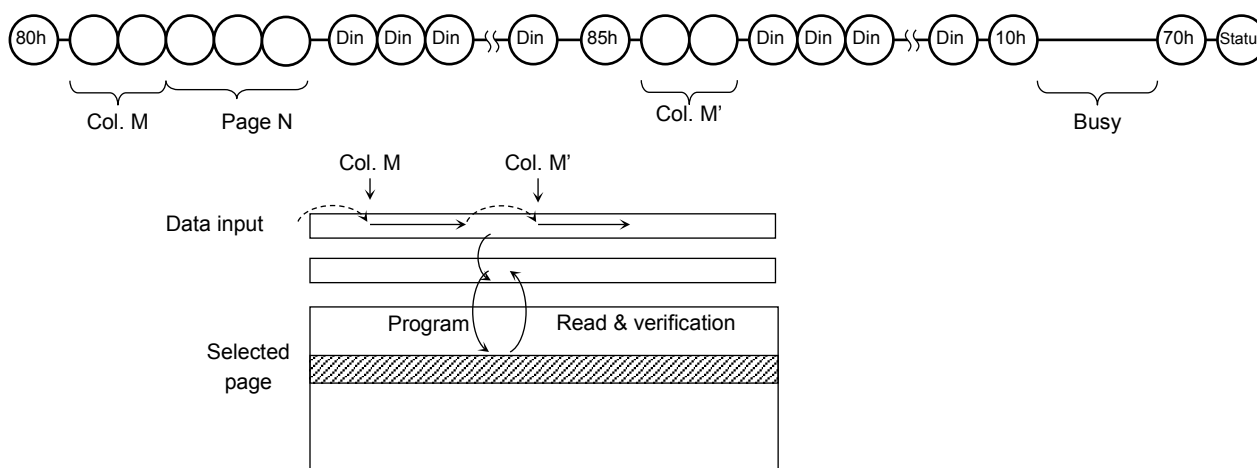 80h Din Din Din Din 85h Din Din Din Din 10h 70h Statu
Col. M Page N Col. M’ Busy
Col. M Col. M’
Data input
Program Read & verification
Selected
page